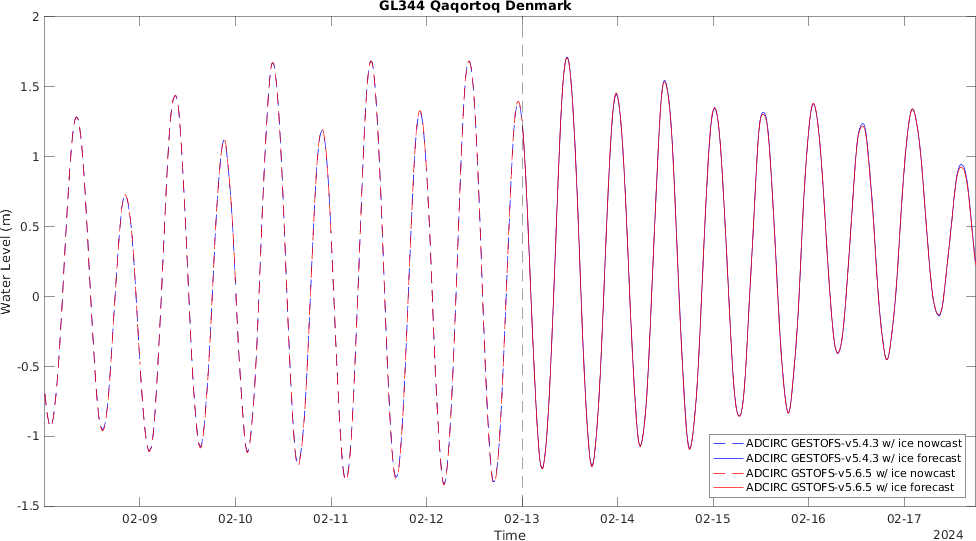 GL344 Qaqortoq Denmark
2
1.5
1
0.5
0
-0.5
-1
-1.5
Water Level (m)
ADCIRC GESTOFS-v5.4.3 w/ ice nowcast
ADCIRC GESTOFS-v5.4.3 w/ ice forecast
ADCIRC GSTOFS-v5.6.5 w/ ice nowcast
ADCIRC GSTOFS-v5.6.5 w/ ice forecast
02-09 02-10 02-11 02-12 02-13 02-14 02-15 02-16 02-17
Time
2024